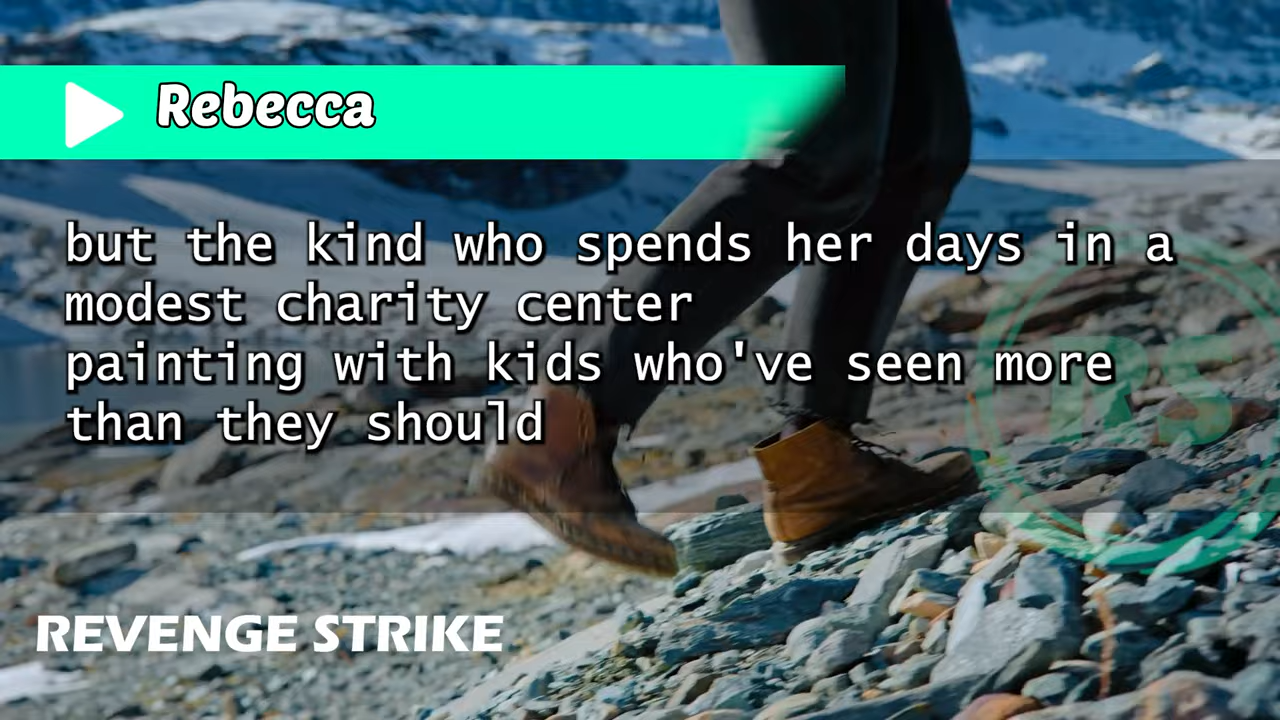 Rebecca
but the kind who spends her days in a
modest charity center
painting with kids who've seen more
than they should
RS
REVENGE STRIKE